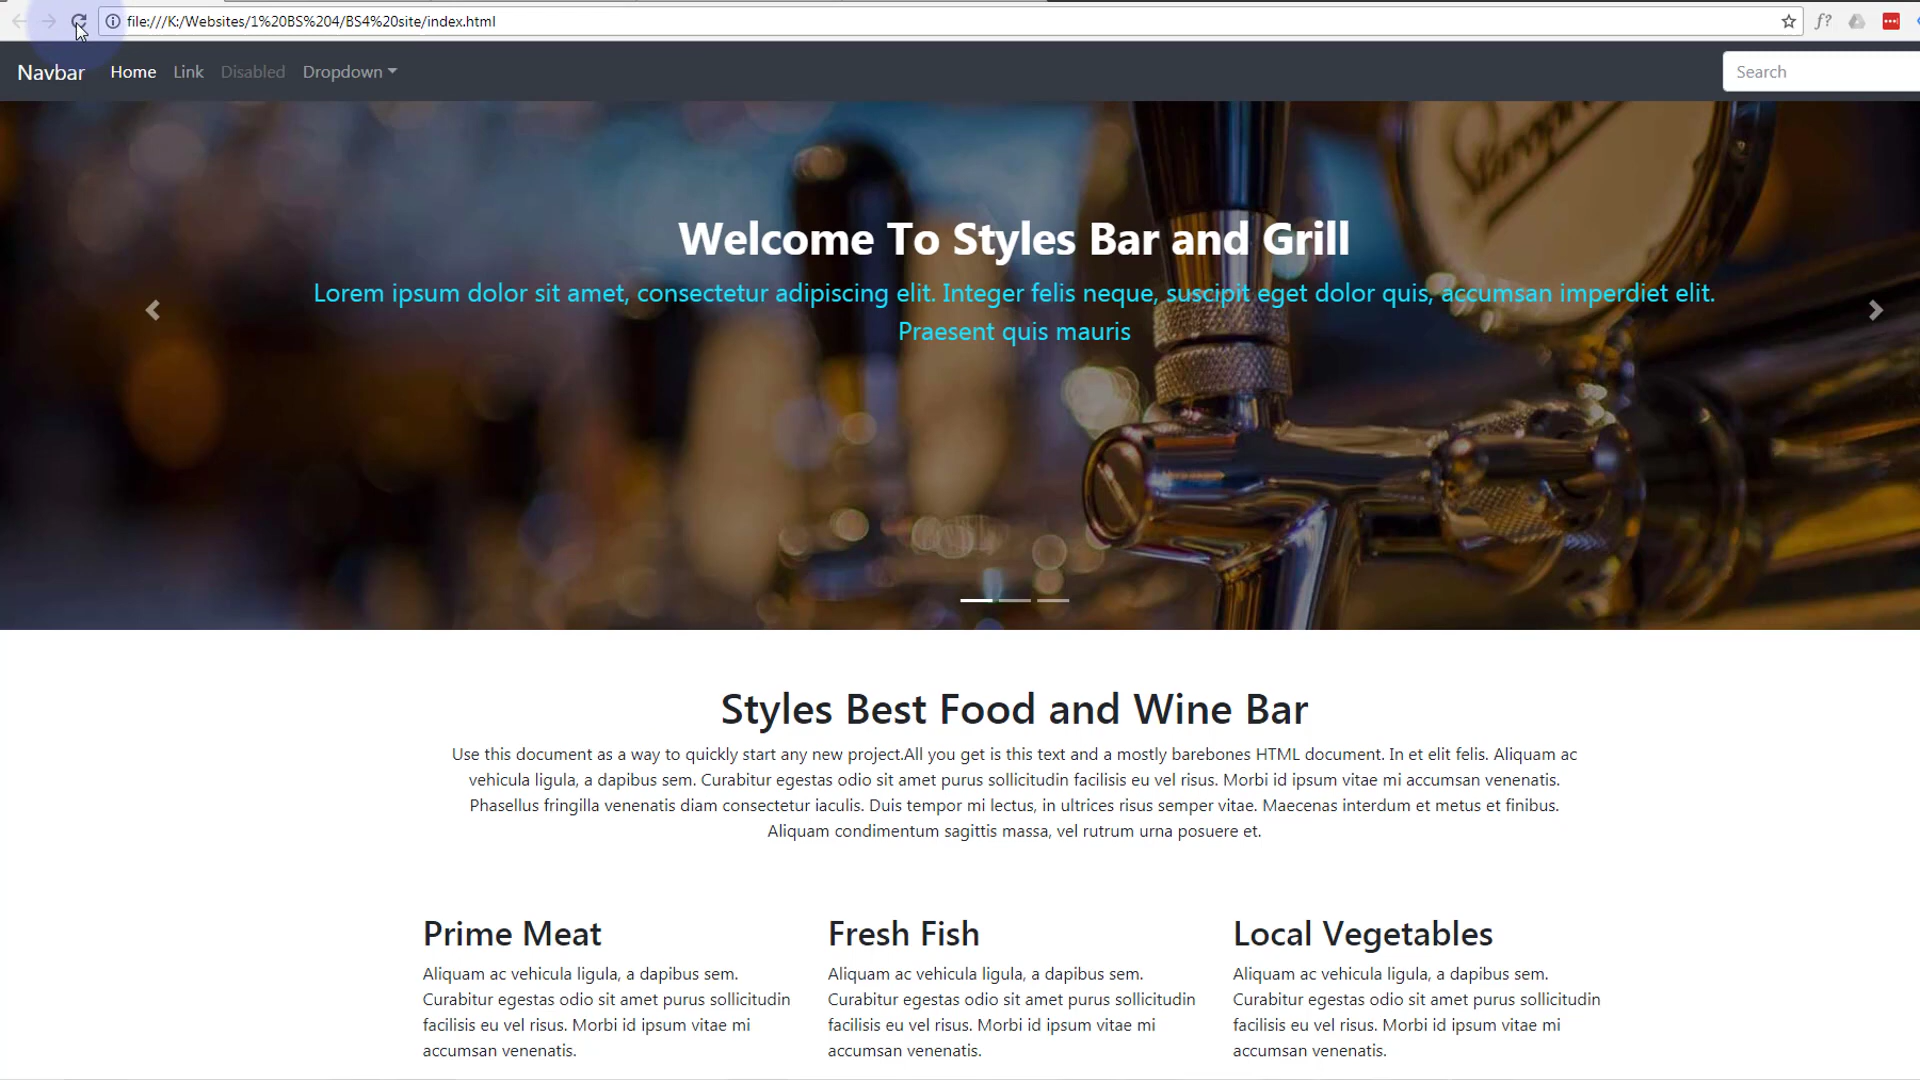 file:///K:/Websites/1%20BS%204/BS4%20site/index.html
f?
Navbar Home Link Disabled Dropdown Search
Welcome To Styles Bar and Grill
Lorem ipsum dolor sit amet, consectetur adipiscing elit. Integer felis neque, suscipit eget dolor quis, accumsan imperdiet elit.
Praesent quis mauris
Styles Best Food and Wine Bar
Use this document as a way to quickly start any new project.All you get is this text and a mostly barebones HTML document. In et elit felis. Aliquam ac
vehicula ligula, a dapibus sem. Curabitur egestas odio sit amet purus sollicitudin facilisis eu vel risus. Morbi id ipsum vitae mi accumsan venenatis.
Phasellus fringilla venenatis diam consectetur iaculis. Duis tempor mi lectus, in ultrices risus semper vitae. Maecenas interdum et metus et finibus.
Aliquam condimentum sagittis massa, vel rutrum urna posuere et.
Prime Meat
Aliquam ac vehicula ligula, a dapibus sem.
Curabitur egestas odio sit amet purus sollicitudin
facilisis eu vel risus. Morbi id ipsum vitae mi
accumsan venenatis.
Fresh Fish
Aliquam ac vehicula ligula, a dapibus sem.
Curabitur egestas odio sit amet purus sollicitudin
facilisis eu vel risus. Morbi id ipsum vitae mi
accumsan venenatis.
Local Vegetables
Aliquam ac vehicula ligula, a dapibus sem.
Curabitur egestas odio sit amet purus sollicitudin
facilisis eu vel risus. Morbi id ipsum vitae mi
accumsan venenatis.